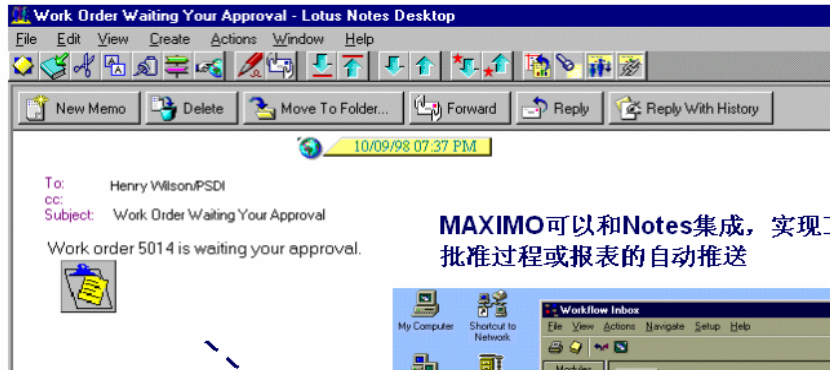 Work Order Waiting Your Approval - Lotus Notes Desktop
File Edit View Create Actions Window Help
New Memo Delete Move To Folder... Forward Reply Reply With History
10/09/98 07:37 PM
To: Henry Wilson/PSDI
cc:
Subject: Work Order Waiting Your Approval
Work order 5014 is waiting your approval.
MAXIMO可以和Notes集成，实现
批准过程或报表的自动推送
My Computer Shortcut to Network
Workflow Inbox
File View Actions Navigate Setup Help
Modules